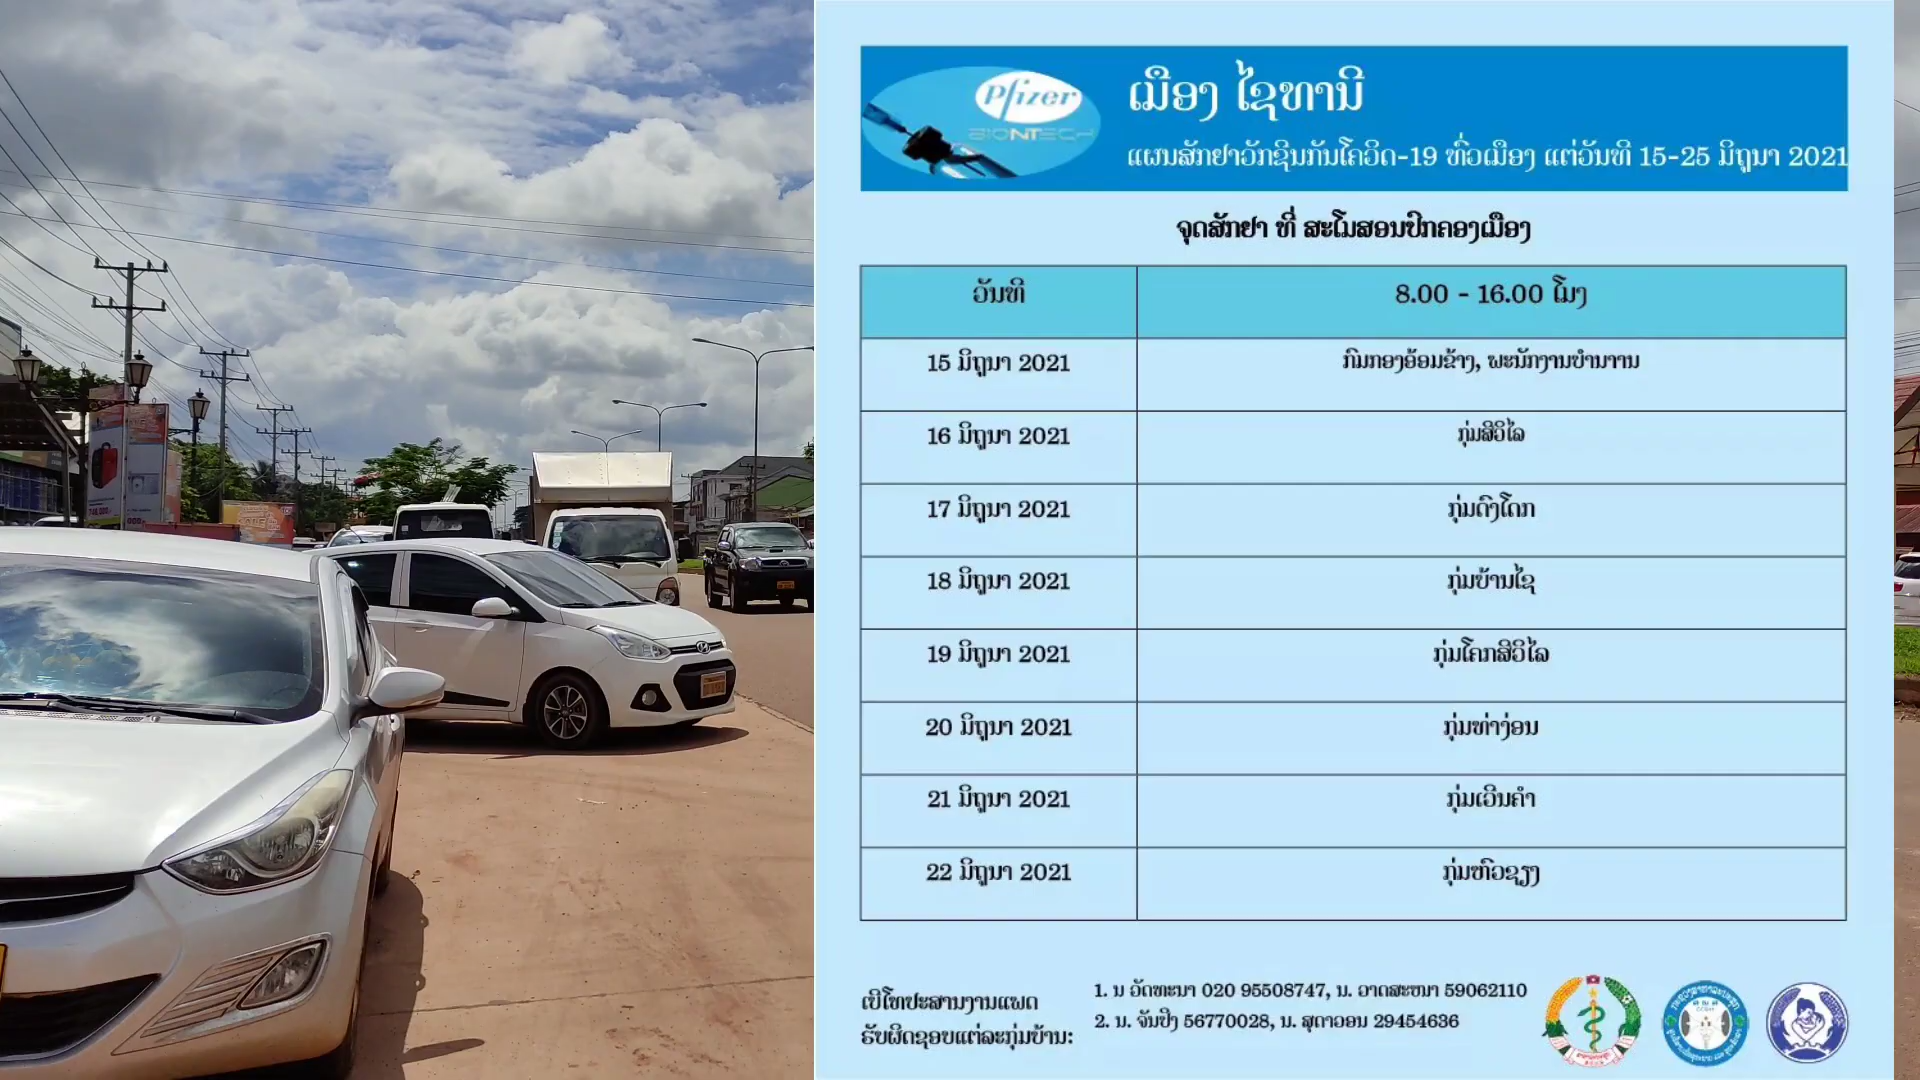 Pfizer
BIONTECH
ເມືອງ ໄຊທານີ
ແຜນສັກຢາວັກຊິນກັນໂຄວິດ-19 ທົ່ວເມືອງ ແຕ່ວັນທີ 15-25 ມິຖຸນາ 2021
ຈຸດສັກຢາ ທີ່ ສະໂມສອນປົກຄອງເມືອງ
ວັນທີ 8.00 - 16.00 ໂມງ
15 ມິຖຸນາ 2021 ກົມກອງອ້ອມຂ້າງ, ພະນັກງານບໍານານ
16 ມິຖຸນາ 2021 ກຸ່ມສີວິໄລ
17 ມິຖຸນາ 2021 ກຸ່ມດົງໂດກ
18 ມິຖຸນາ 2021 ກຸ່ມບ້ານໄຊ
19 ມິຖຸນາ 2021 ກຸ່ມໂຄກສີວິໄລ
20 ມິຖຸນາ 2021 ກຸ່ມທ່າງ່ອນ
21 ມິຖຸນາ 2021 ກຸ່ມເວີນຄໍາ
22 ມິຖຸນາ 2021 ກຸ່ມຫົວຊຽງ
ເບີໂທປະສານງານແພດ
ຮັບຜິດຊອບແຕ່ລະກຸ່ມບ້ານ:
1. ນ ວັດທະນາ 020 95508747, ນ. ວາດສະໜາ 59062110
2. ນ. ຈັນປິງ 56770028, ນ. ສຸດາວອນ 29454636